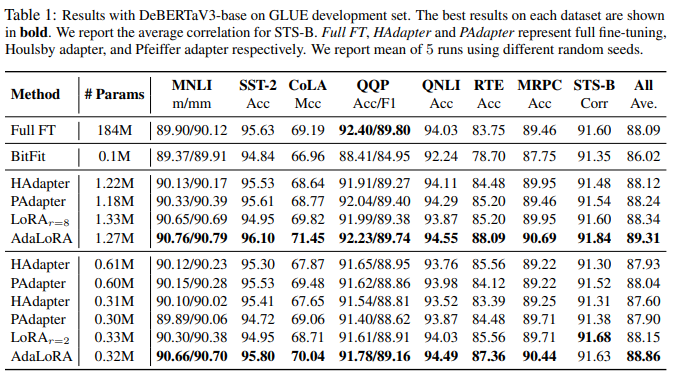 Table 1: Results with DeBERTaV3-base on GLUE development set. The best results on each dataset are shown
in bold. We report the average correlation for STS-B. Full FT, HAdapter and PAdapter represent full fine-tuning,
Houlsby adapter, and Pfeiffer adapter respectively. We report mean of 5 runs using different random seeds.
Method # Params MNLI SST-2 CoLA QQP QNLI RTE MRPC STS-B All
m/mm Acc Mcc Acc/F1 Acc Acc Acc Corr Ave.
Full FT 184M 89.90/90.12 95.63 69.19 92.40/89.80 94.03 83.75 89.46 91.60 88.09
BitFit 0.1M 89.37/89.91 94.84 66.96 88.41/84.95 92.24 78.70 87.75 91.35 86.02
HAdapter 1.22M 90.13/90.17 95.53 68.64 91.91/89.27 94.11 84.48 89.95 91.48 88.12
PAdapter 1.18M 90.33/90.39 95.61 68.77 92.04/89.40 94.29 85.20 89.46 91.54 88.24
LoRAr=8 1.33M 90.65/90.69 94.95 69.82 91.99/89.38 93.87 85.20 89.95 91.60 88.34
AdaLoRA 1.27M 90.76/90.79 96.10 71.45 92.23/89.74 94.55 88.09 90.69 91.84 89.31
HAdapter 0.61M 90.12/90.23 95.30 67.87 91.65/88.95 93.76 85.56 89.22 91.30 87.93
PAdapter 0.60M 90.15/90.28 95.53 69.48 91.62/88.86 93.98 84.12 89.22 91.52 88.04
HAdapter 0.31M 90.10/90.02 95.41 67.65 91.54/88.81 93.52 83.39 89.25 91.31 87.60
PAdapter 0.30M 89.89/90.06 94.72 69.06 91.40/88.62 93.87 84.48 89.71 91.38 87.90
LoRAr=2 0.33M 90.30/90.38 94.95 68.71 91.61/88.91 94.03 85.56 89.71 91.68 88.15
AdaLoRA 0.32M 90.66/90.70 95.80 70.04 91.78/89.16 94.49 87.36 90.44 91.63 88.86